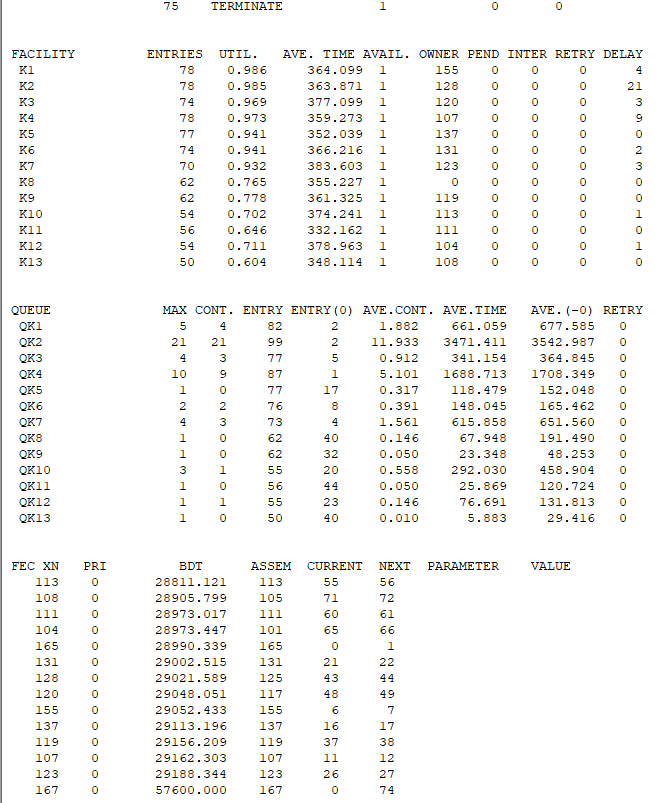 75 TERMINATE 1 0 0
FACILITY ENTRIES UTIL. AVE. TIME AVAIL. OWNER PEND INTER RETRY DELAY
K1 78 0.986 364.099 1 155 0 0 0 4
K2 78 0.985 363.871 1 128 0 0 0 21
K3 74 0.969 377.099 1 120 0 0 0 3
K4 78 0.973 359.273 1 107 0 0 0 9
K5 77 0.941 352.039 1 137 0 0 0 0
K6 74 0.941 366.216 1 131 0 0 0 2
K7 70 0.932 383.603 1 123 0 0 0 3
K8 62 0.765 355.227 1 0 0 0 0 0
K9 62 0.778 361.325 1 119 0 0 0 0
K10 54 0.702 374.241 1 113 0 0 0 1
K11 56 0.646 332.162 1 111 0 0 0 0
K12 54 0.711 378.963 1 104 0 0 0 1
K13 50 0.604 348.114 1 108 0 0 0 0
QUEUE MAX CONT. ENTRY ENTRY(0) AVE.CONT. AVE.TIME AVE.(-0) RETRY
QK1 5 4 82 2 1.882 661.059 677.585 0
QK2 21 21 99 2 11.933 3471.411 3542.987 0
QK3 4 3 77 5 0.912 341.154 364.845 0
QK4 10 9 87 1 5.101 1688.713 1708.349 0
QK5 1 0 77 17 0.317 118.479 152.048 0
QK6 2 2 76 8 0.391 148.045 165.462 0
QK7 4 3 73 4 1.561 615.858 651.560 0
QK8 1 0 62 40 0.146 67.948 191.490 0
QK9 1 0 62 32 0.050 23.348 48.253 0
QK10 3 1 55 20 0.558 292.030 458.904 0
QK11 1 0 56 44 0.050 25.869 120.724 0
QK12 1 1 55 23 0.146 76.691 131.813 0
QK13 1 0 50 40 0.010 5.883 29.416 0
FEC XN PRI BDT ASSEM CURRENT NEXT PARAMETER VALUE
113 0 28811.121 113 55 56
108 0 28905.799 105 71 72
111 0 28973.017 111 60 61
104 0 28973.447 101 65 66
165 0 28990.339 165 0 1
131 0 29002.515 131 21 22
128 0 29021.589 125 43 44
120 0 29048.051 117 48 49
155 0 29052.433 155 6 7
137 0 29113.196 137 16 17
119 0 29156.209 119 37 38
107 0 29162.303 107 11 12
123 0 29188.344 123 26 27
167 0 57600.000 167 0 74